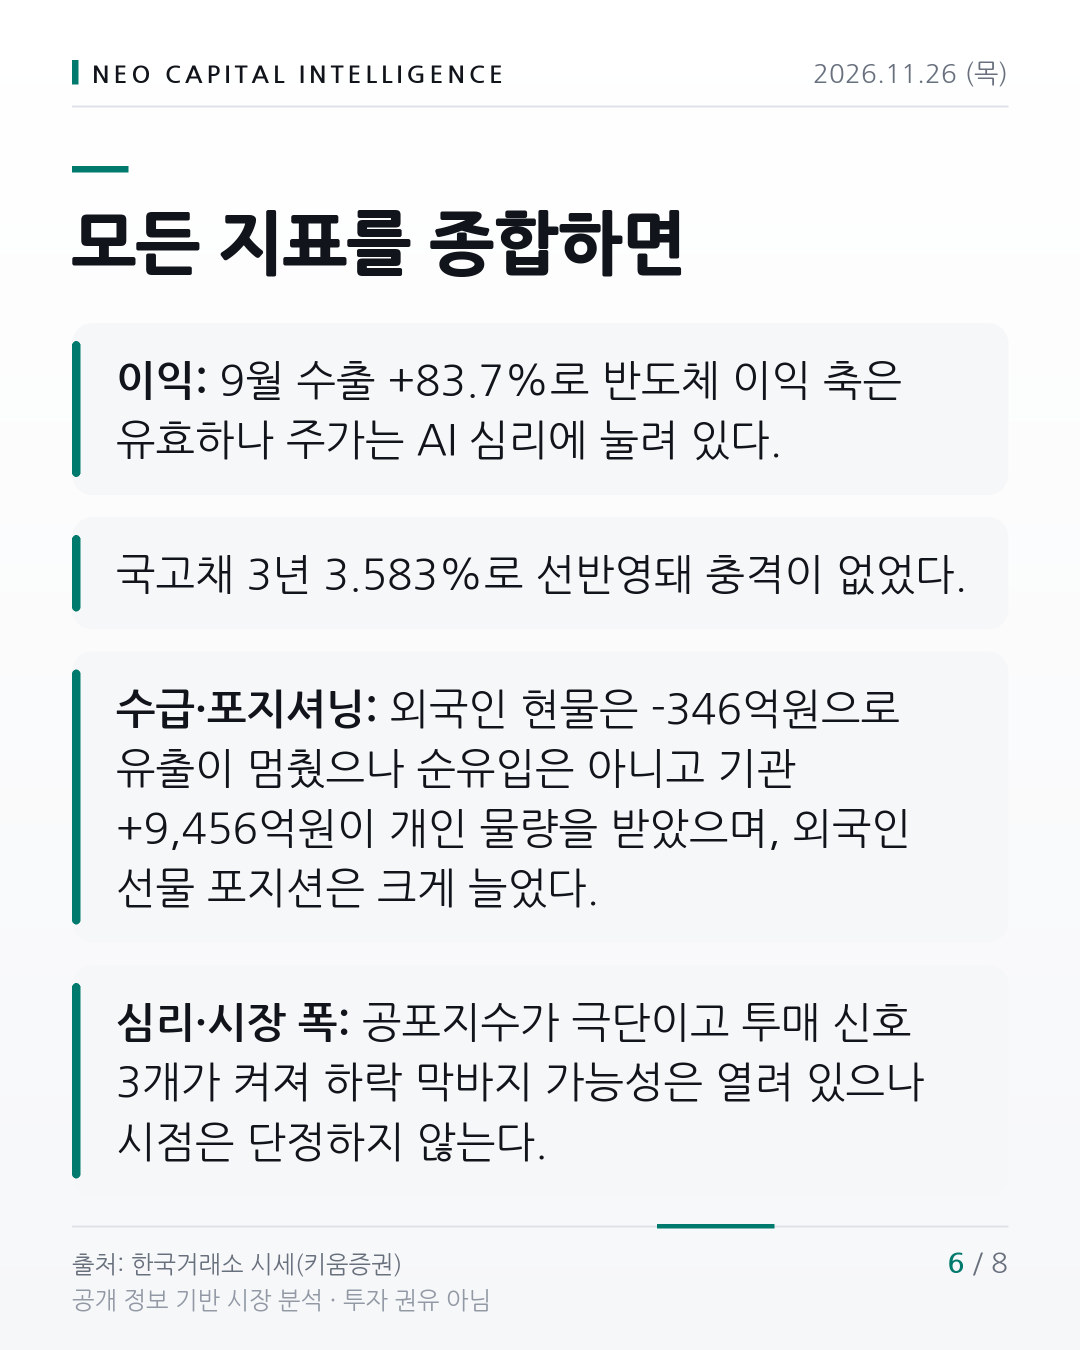 NEO CAPITAL INTELLIGENCE
2026.11.26 (목)
모든 지표를 종합하면
이익: 9월 수출 +83.7%로 반도체 이익 축은
유효하나 주가는 AI 심리에 눌려 있다.
국고채 3년 3.583%로 선반영돼 충격이 없었다.
수급·포지셔닝: 외국인 현물은 -346억원으로
유출이 멈췄으나 순유입은 아니고 기관
+9,456억원이 개인 물량을 받았으며, 외국인
선물 포지션은 크게 늘었다.
심리·시장 폭: 공포지수가 극단이고 투매 신호
3개가 켜져 하락 막바지 가능성은 열려 있으나
시점은 단정하지 않는다.
출처: 한국거래소 시세(키움증권)
6 / 8
공개 정보 기반 시장 분석 · 투자 권유 아님